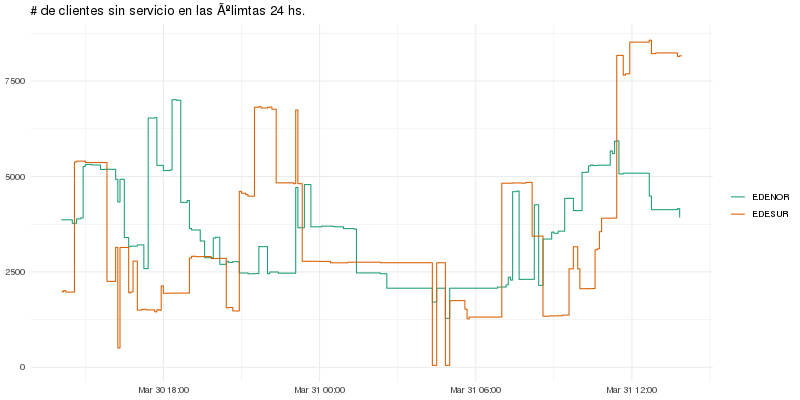 # de clientes sin servicio en las Ãºlimtas 24 hs.
7500
5000
2500
0
Mar 30 18:00
Mar 31 00:00
Mar 31 06:00
Mar 31 12:00
EDENOR
EDESUR